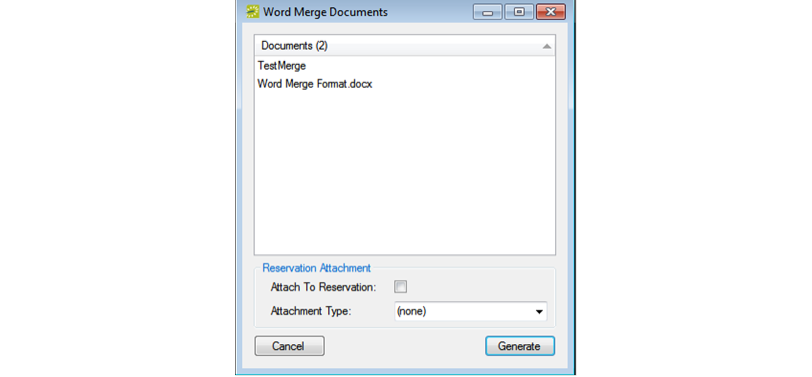 Word Merge Documents
Documents (2)
TestMerge
Word Merge Format.docx
Reservation Attachment
Attach To Reservation:
Attachment Type: (none)
Cancel Generate